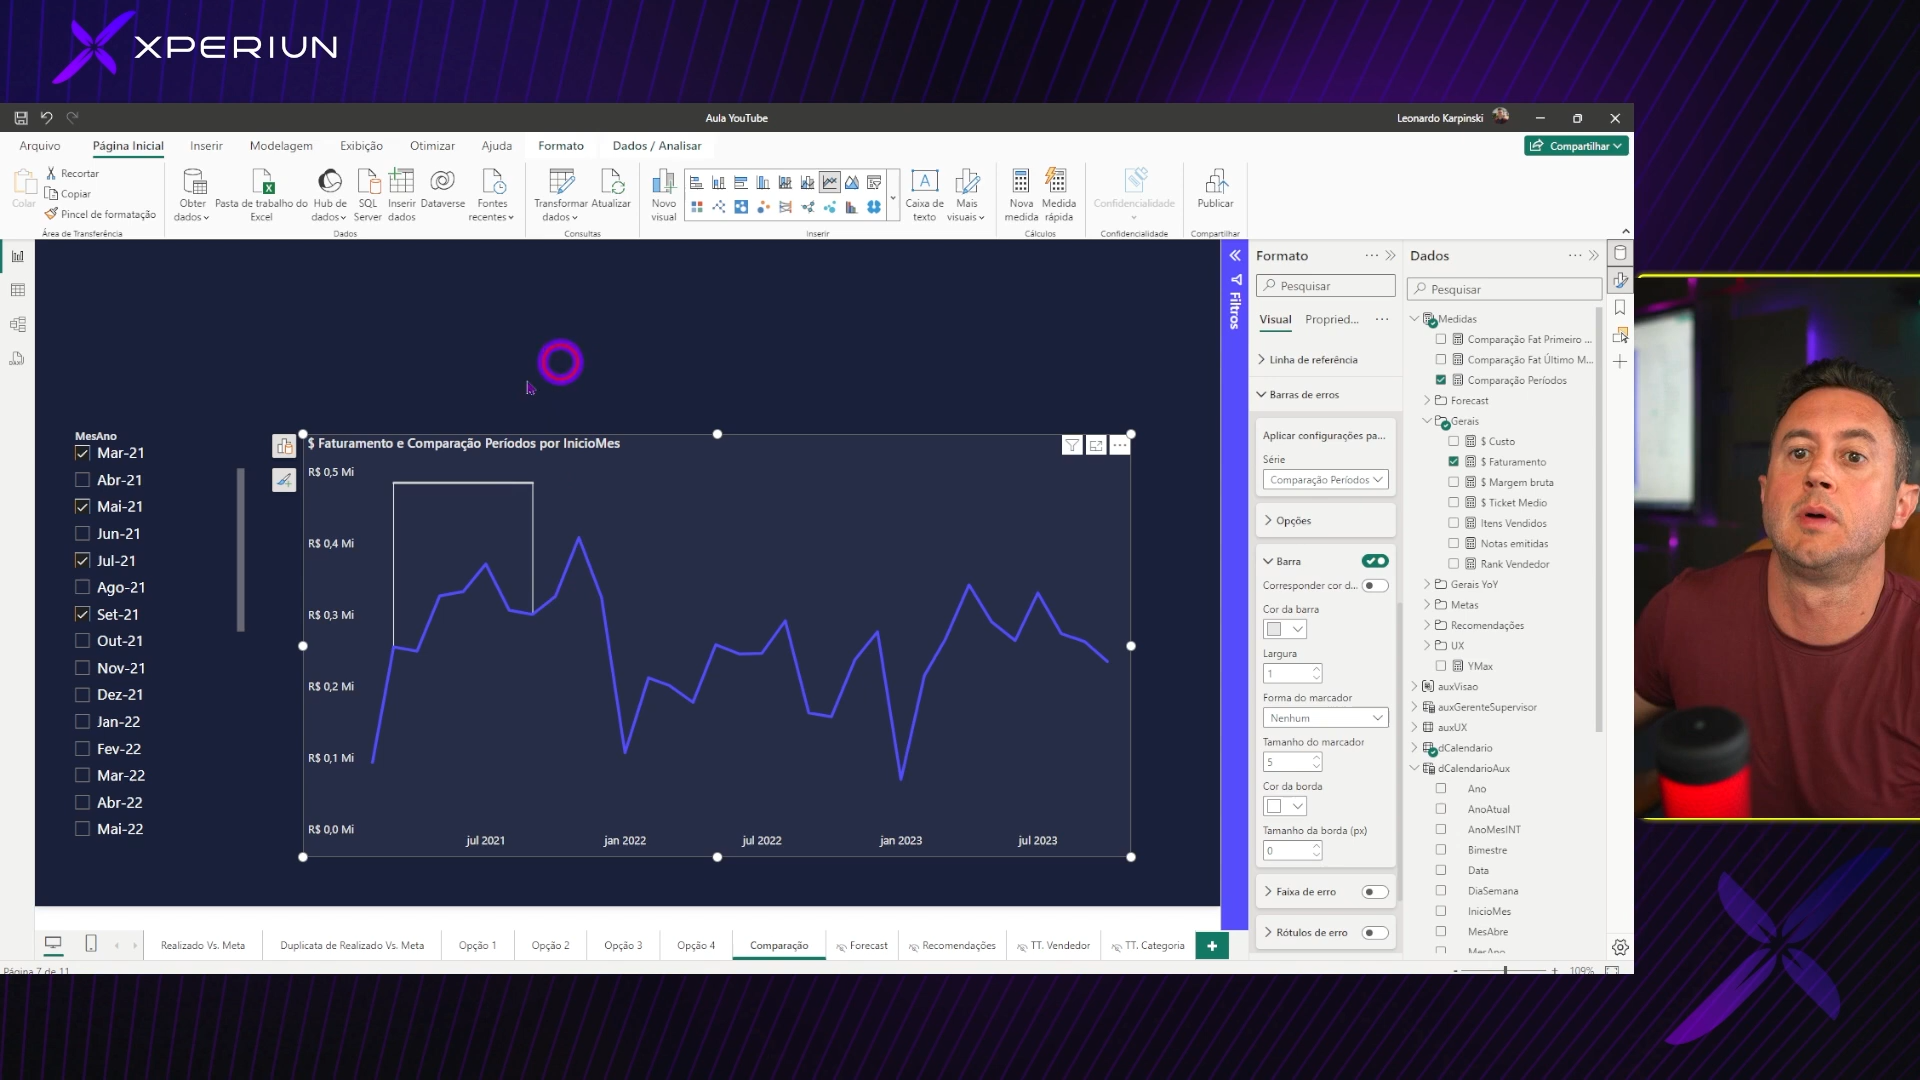 XPERIUN
Aula YouTube
Leonardo Karpinski
Arquivo
Página Inicial
Inserir
Modelagem
Exibição
Otimizar
Ajuda
Formato
Dados / Analisar
Compartilhar
Colar
Recortar
Copiar
Pincel de formatação
Área de Transferência
Obter dados
Pasta de trabalho do Excel
Hub de dados
SQL Server
Inserir dados
Dataverse
Fontes recentes
Dados
Transformar dados
Atualizar
Consultas
Novo visual
Caixa de texto
Mais visuais
Inserir
Nova medida
Medida rápida
Cálculos
Confidencialidade
Confidencialidade
Publicar
Compartilhar
MesAno
Mar-21
Abr-21
Mai-21
Jun-21
Jul-21
Ago-21
Set-21
Out-21
Nov-21
Dez-21
Jan-22
Fev-22
Mar-22
Abr-22
Mai-22
$ Faturamento e Comparação Períodos por InicioMes
R$ 0,5 Mi
R$ 0,4 Mi
R$ 0,3 Mi
R$ 0,2 Mi
R$ 0,1 Mi
R$ 0,0 Mi
jul 2021
jan 2022
jul 2022
jan 2023
jul 2023
Filtros
Formato
Pesquisar
Visual
Propried...
Linha de referência
Barras de erros
Aplicar configurações pa...
Série
Comparação Períodos
Opções
Barra
Corresponder cor d...
Cor da barra
Largura
1
Forma do marcador
Nenhum
Tamanho do marcador
5
Cor da borda
Tamanho da borda (px)
0
Faixa de erro
Rótulos de erro
Dados
Pesquisar
Medidas
Comparação Fat Primeiro ...
Comparação Fat Último M...
Comparação Períodos
Forecast
Gerais
$ Custo
$ Faturamento
$ Margem bruta
$ Ticket Medio
Itens Vendidos
Notas emitidas
Rank Vendedor
Gerais YoY
Metas
Recomendações
UX
YMax
auxVisao
auxGerenteSupervisor
auxUX
dCalendario
dCalendarioAux
Ano
AnoAtual
AnoMesINT
Bimestre
Data
DiaSemana
InicioMes
MesAbre
MesAno
Realizado Vs. Meta
Duplicata de Realizado Vs. Meta
Opção 1
Opção 2
Opção 3
Opção 4
Comparação
Forecast
Recomendações
TT. Vendedor
TT. Categoria
Página 7 de 11
109%